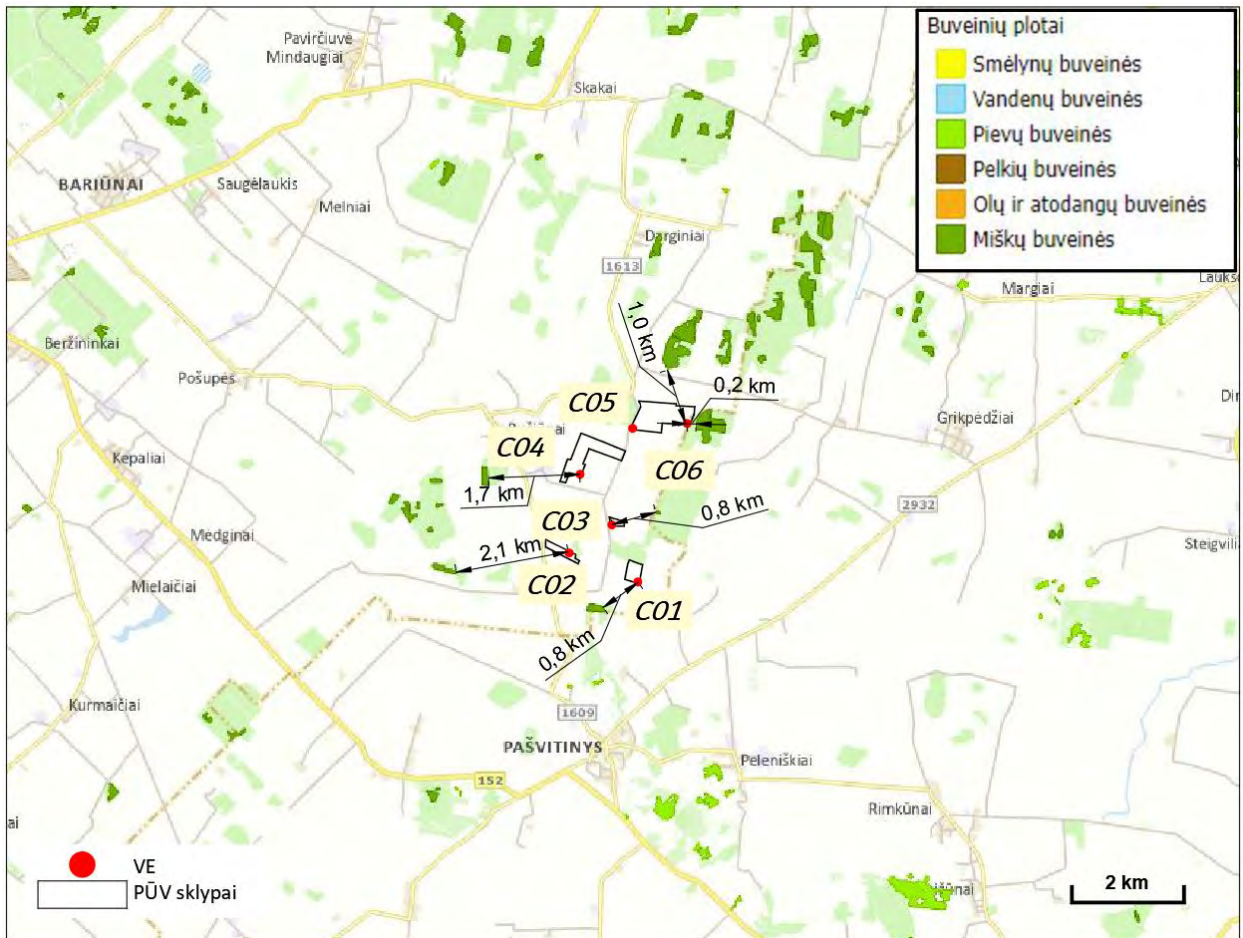 Pavirčiuvė
Mindaugiai
Skakai
BARIŪNAI
Saugėlaukis
Melniai
Darginiai
1613
Buveinių plotai
Smėlynų buveinės
Vandenų buveinės
Pievų buveinės
Pelkių buveinės
Olų ir atodangų buveinės
Miškų buveinės
Margiai
Beržininkai
Pošupės
1,0 km
0,2 km
C05
C04
C06
Grikpėdžiai
Kepaliai
1,7 km
C03
0,8 km
2932
Medginai
2,1 km
C02
Mielaičiai
C01
0,8 km
Kurmaičiai
1609
PAŠVITINYS
152
Peleniškiai
Rimkūnai
ai
VE
PŪV sklypai
2 km